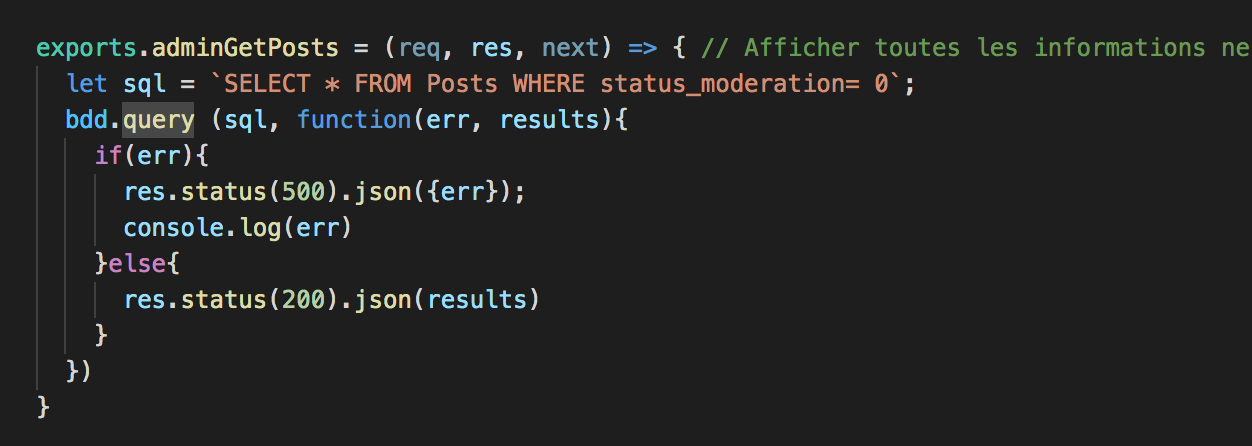 exports.adminGetPosts = (req, res, next) => { // Afficher toutes les informations ne
let sql = `SELECT * FROM Posts WHERE status_moderation= 0`;
bdd.query (sql, function(err, results){
if(err){
res.status(500).json({err});
console.log(err)
}else{
res.status(200).json(results)
}
})
}